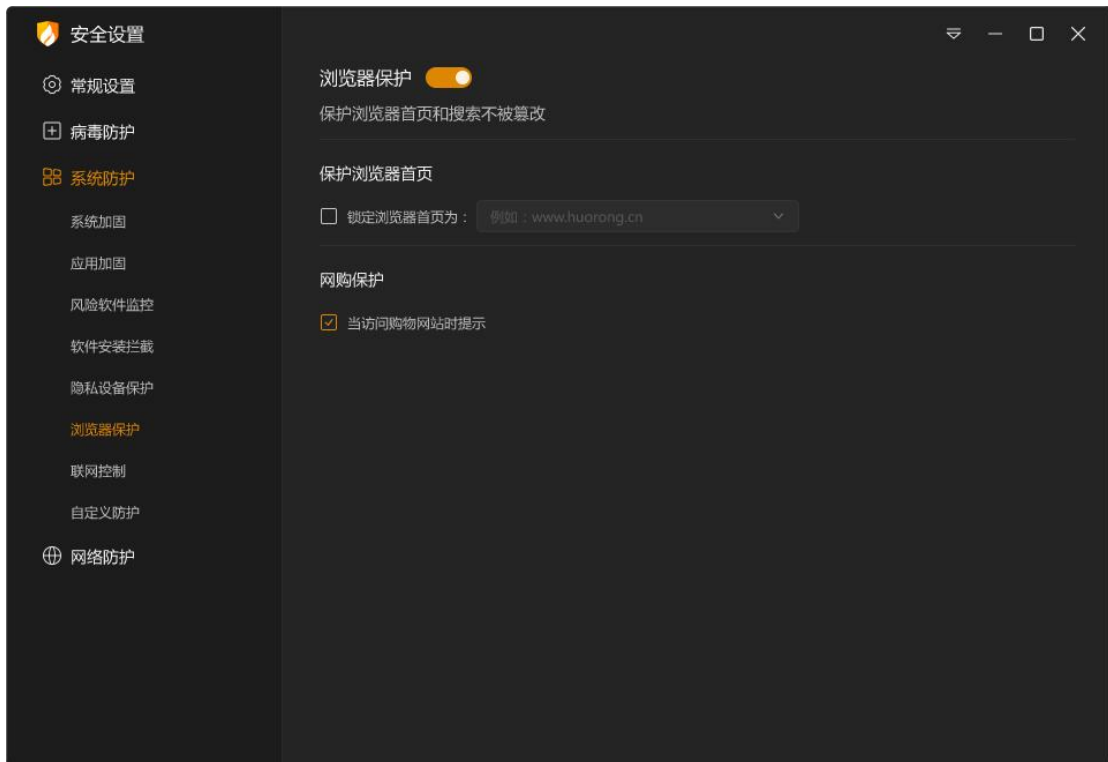 安全设置
常规设置
病毒防护
系统防护
系统加固
应用加固
风险软件监控
软件安装拦截
隐私设备保护
浏览器保护
联网控制
自定义防护
网络防护
浏览器保护
保护浏览器首页和搜索不被篡改
保护浏览器首页
锁定浏览器首页为： 例如：www.huorong.cn
网购保护
当访问购物网站时提示